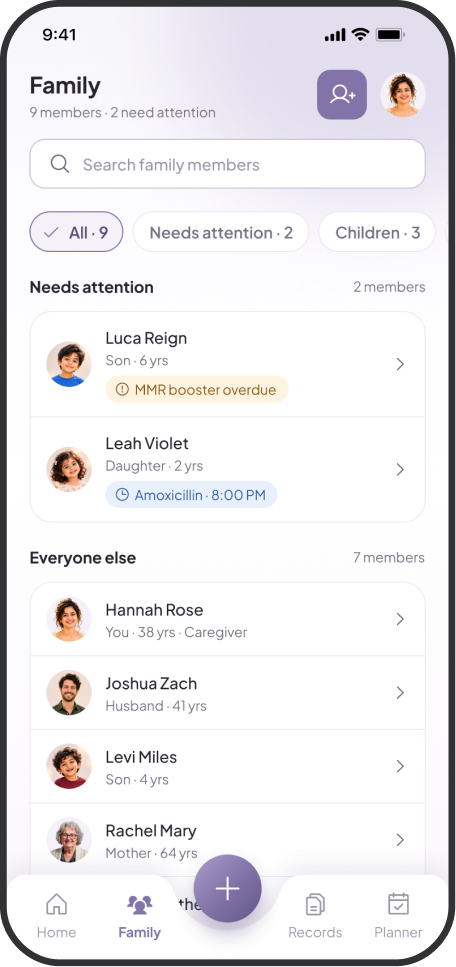 9:41
Family
9 members · 2 need attention
Search family members
All · 9
Needs attention · 2
Children · 3
Needs attention
2 members
Luca Reign
Son · 6 yrs
MMR booster overdue
Leah Violet
Daughter · 2 yrs
Amoxicillin · 8:00 PM
Everyone else
7 members
Hannah Rose
You · 38 yrs · Caregiver
Joshua Zach
Husband · 41 yrs
Levi Miles
Son · 4 yrs
Rachel Mary
Mother · 64 yrs
Home
Family
Records
Planner